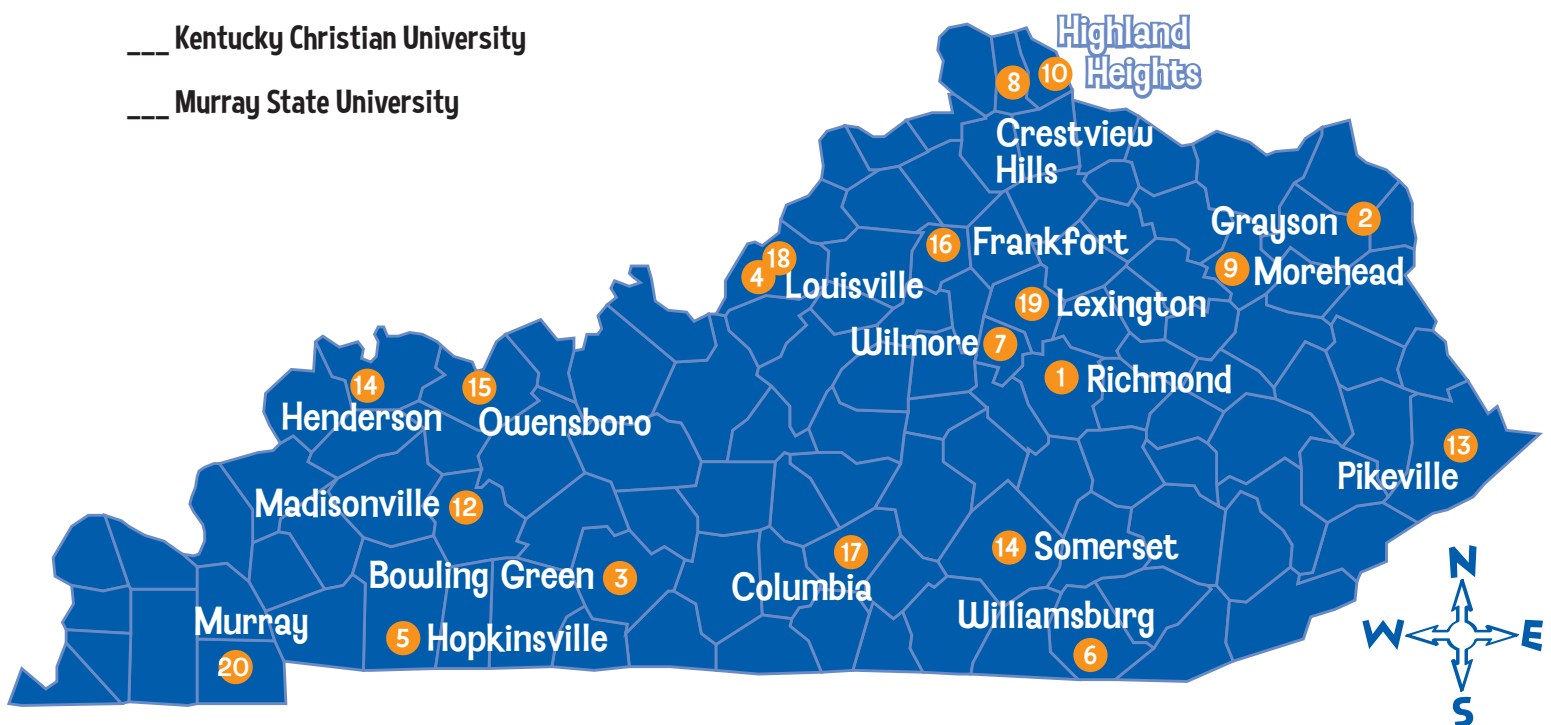 ___ Kentucky Christian University
___ Murray State University
Highland
Heights
8
10
Crestview
Hills
Grayson 2
16 Frankfort
9 Morehead
18
4
Louisville
19 Lexington
Wilmore 7
1 Richmond
14
Henderson
15
Owensboro
13
Pikeville
Madisonville 12
17
Columbia
14 Somerset
Bowling Green 3
Williamsburg
6
Murray
20
5 Hopkinsville
N
W
E
S